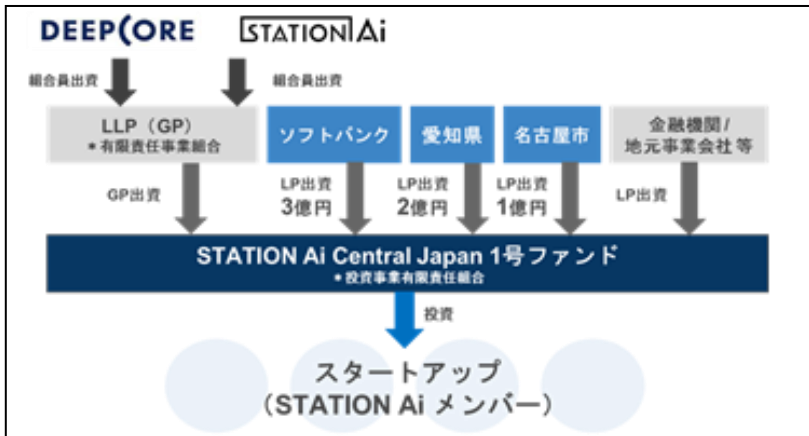 DEEPCORE
STATION Ai
組合員出資
組合員出資
LLP（GP）
＊有限責任事業組合
ソフトバンク
愛知県
名古屋市
金融機関/
地元事業会社等
GP出資
LP出資
3億円
LP出資
2億円
LP出資
1億円
LP出資
STATION Ai Central Japan 1号ファンド
＊投資事業有限責任組合
投資
スタートアップ
（STATION Ai メンバー）